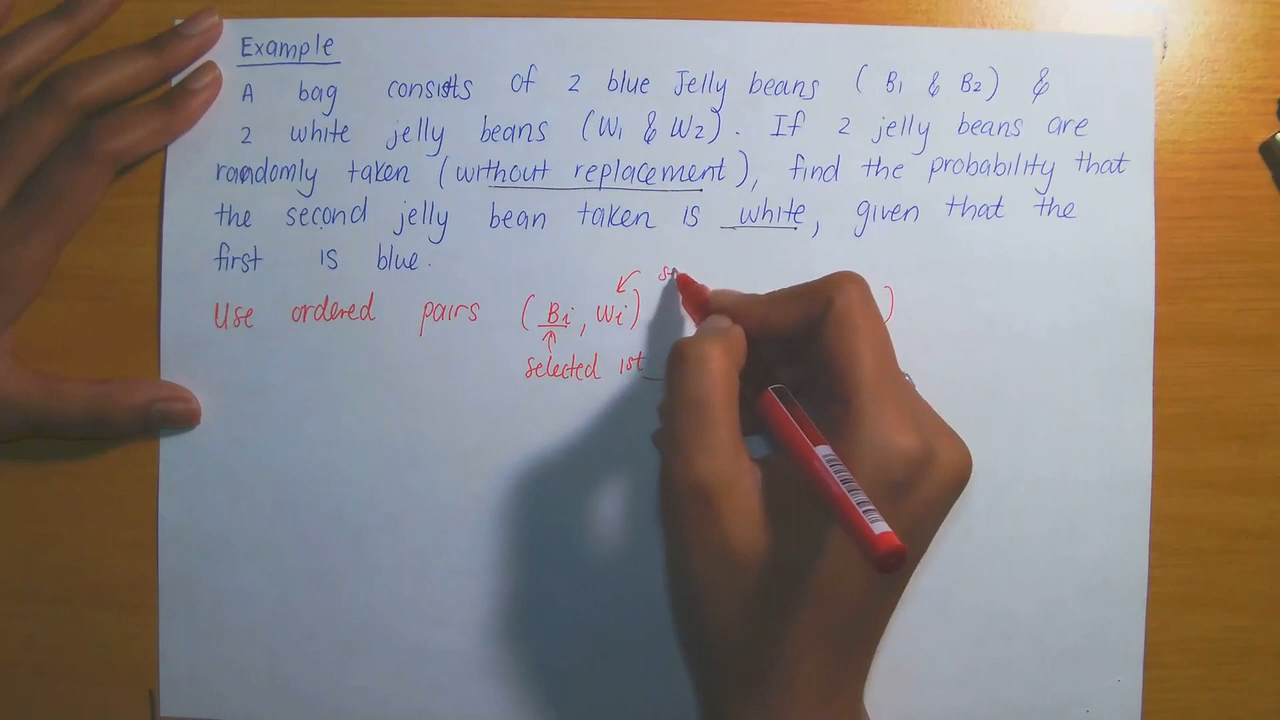 Example
A bag consists of 2 blue Jelly beans ( B1 & B2 ) &
2 white jelly beans ( W1 & W2 ) . If 2 jelly beans are
randomly taken ( without replacement ) , find the probability that
the second jelly bean taken is white , given that the
first is blue .
Use ordered pairs ( Bi , Wi ) )
selected 1st